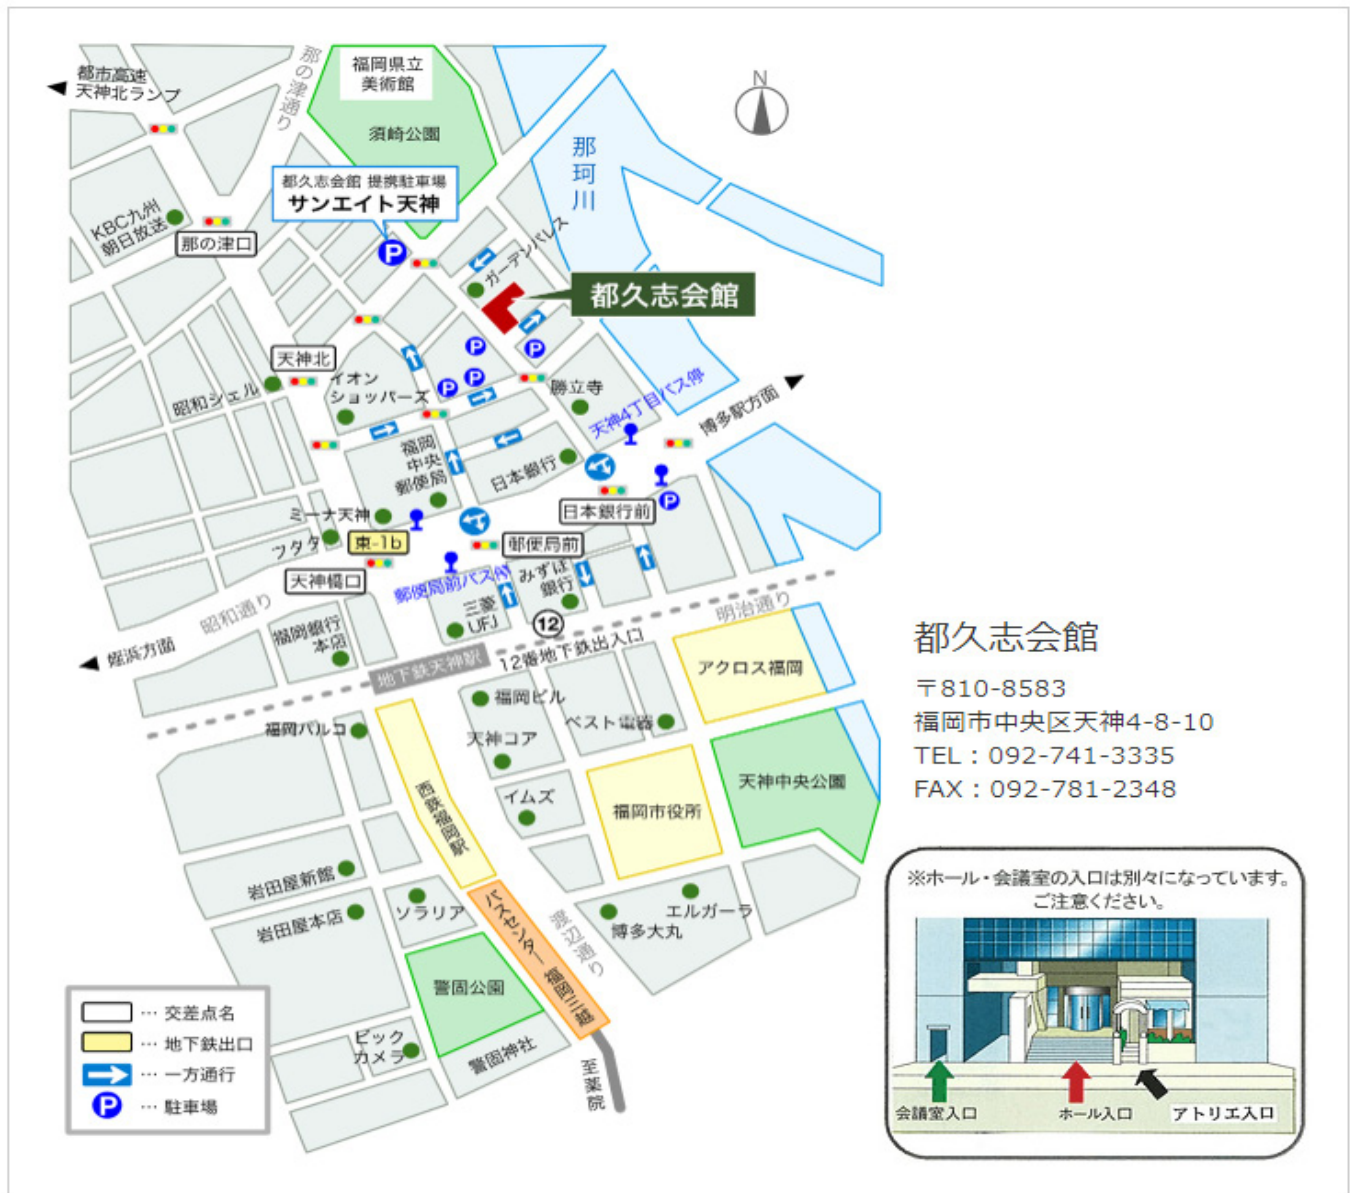 都市高速
天神北ランプ
那の津通り
福岡県立
美術館
須崎公園
N
那珂川
都久志会館 提携駐車場
サンエイト天神
KBC九州
朝日放送
那の津口
P
ガーデンパレス
都久志会館
天神北
昭和シェル
イオン
ショッパーズ
P
P
P
P
勝立寺
天神4丁目バス停
博多駅方面
福岡
中央
郵便局
日本銀行
日本銀行前
P
ミーナ天神
フタタ
東-1b
郵便局前
天神橋口
郵便局前バス停
みずほ
銀行
三菱
UFJ
12
昭和通り
明治通り
姪浜方面
福岡銀行
本店
地下鉄天神駅
12番地下鉄出入口
アクロス福岡
福岡ビル
ベスト電器
福岡パルコ
天神コア
天神中央公園
イムズ
福岡市役所
西鉄福岡駅
岩田屋新館
岩田屋本店
ソラリア
エルガーラ
博多大丸
バスセンター 福岡三越
渡辺通り
警固公園
ビック
カメラ
警固神社
至薬院
… 交差点名
… 地下鉄出口
… 一方通行
P … 駐車場
都久志会館
〒810-8583
福岡市中央区天神4-8-10
TEL：092-741-3335
FAX：092-781-2348
※ホール・会議室の入口は別々になっています。
ご注意ください。
会議室入口
ホール入口
アトリエ入口